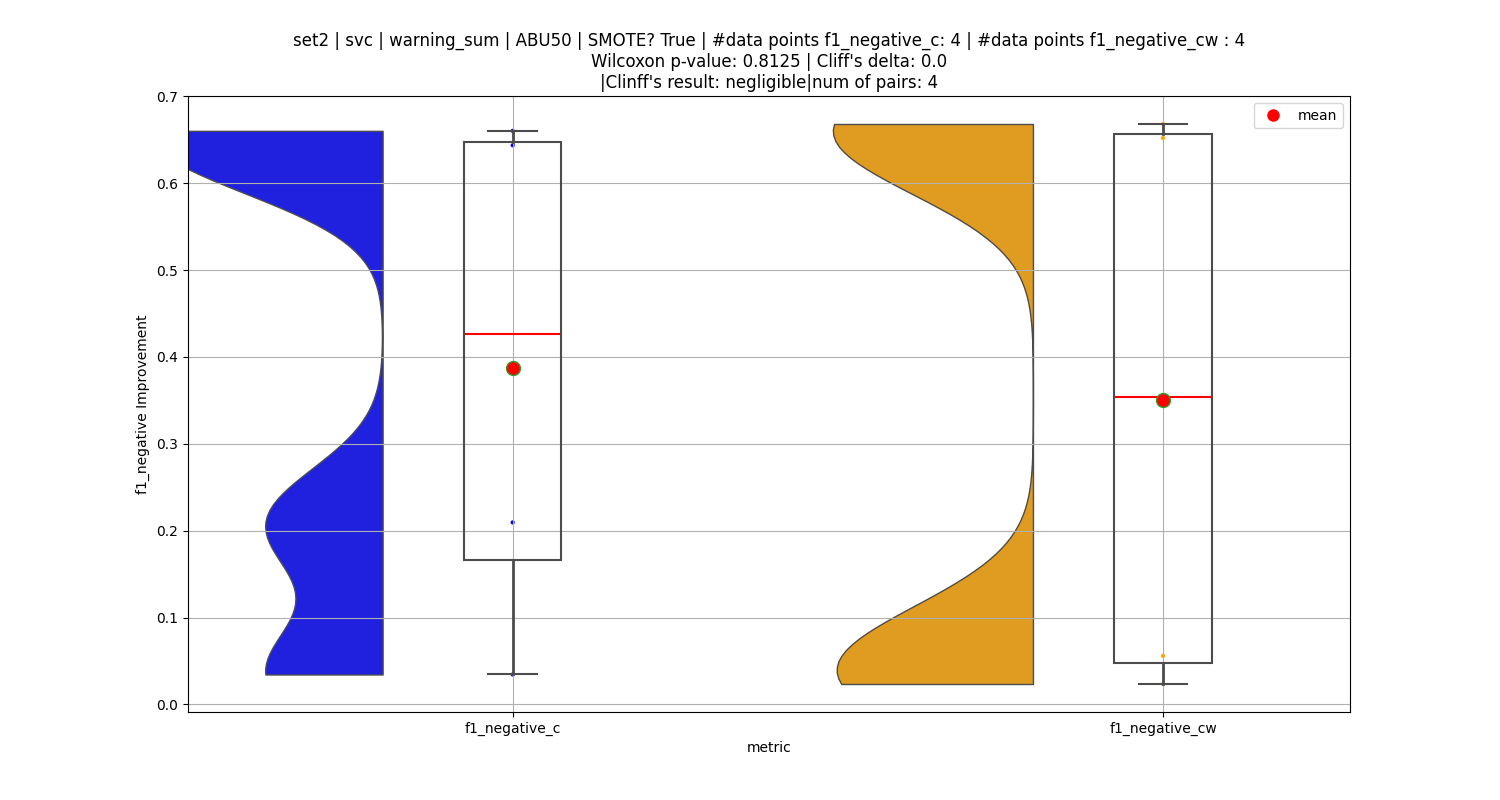 set2 | svc | warning_sum | ABU50 | SMOTE? True | #data points f1_negative_c: 4 | #data points f1_negative_cw : 4
Wilcoxon p-value: 0.8125 | Cliff's delta: 0.0
|Clinff's result: negligible|num of pairs: 4
mean
0.7
0.6
0.5
0.4
0.3
0.2
0.1
0.0
f1_negative Improvement
f1_negative_c
f1_negative_cw
metric